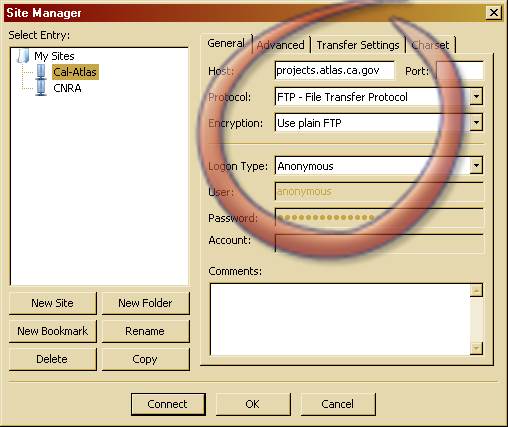 Site Manager
Select Entry:
My Sites
Cal-Atlas
CNRA
New Site New Folder
New Bookmark Rename
Delete Copy
General Advanced Transfer Settings Charset
Host: projects.atlas.ca.gov Port:
Protocol: FTP - File Transfer Protocol
Encryption: Use plain FTP
Logon Type: Anonymous
User: anonymous
Password: ●●●●●●●●●●●●●●
Account:
Comments:
Connect OK Cancel